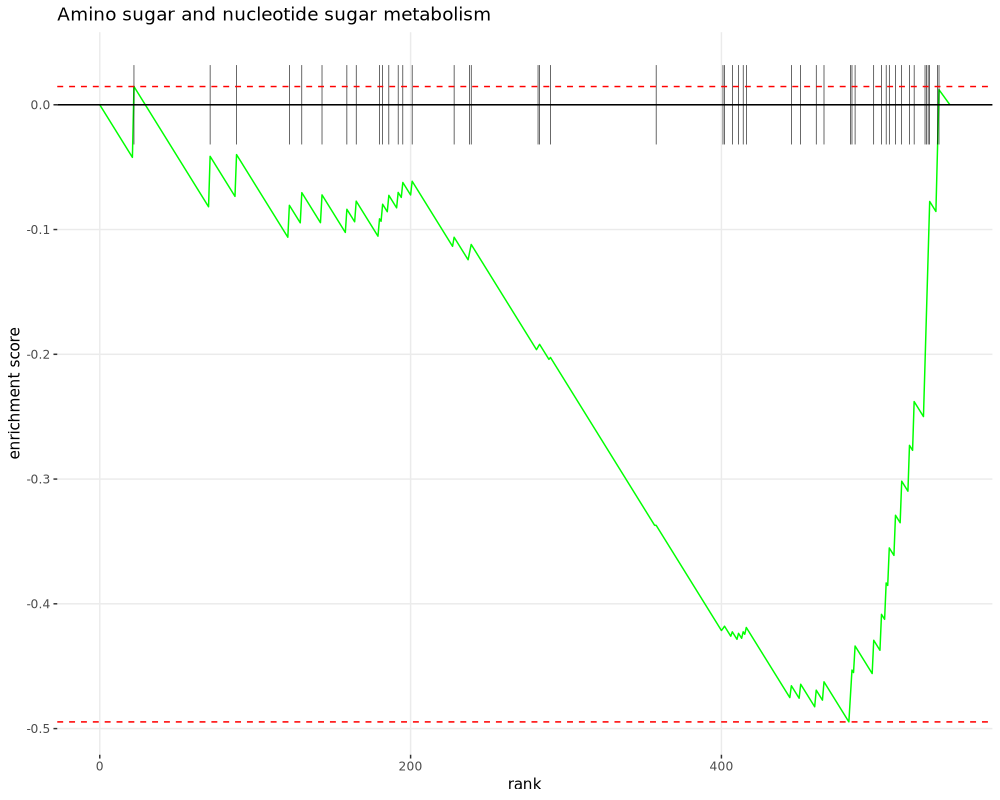 Amino sugar and nucleotide sugar metabolism
0.0
-0.1
-0.2
-0.3
-0.4
-0.5
enrichment score
0 200 400
rank